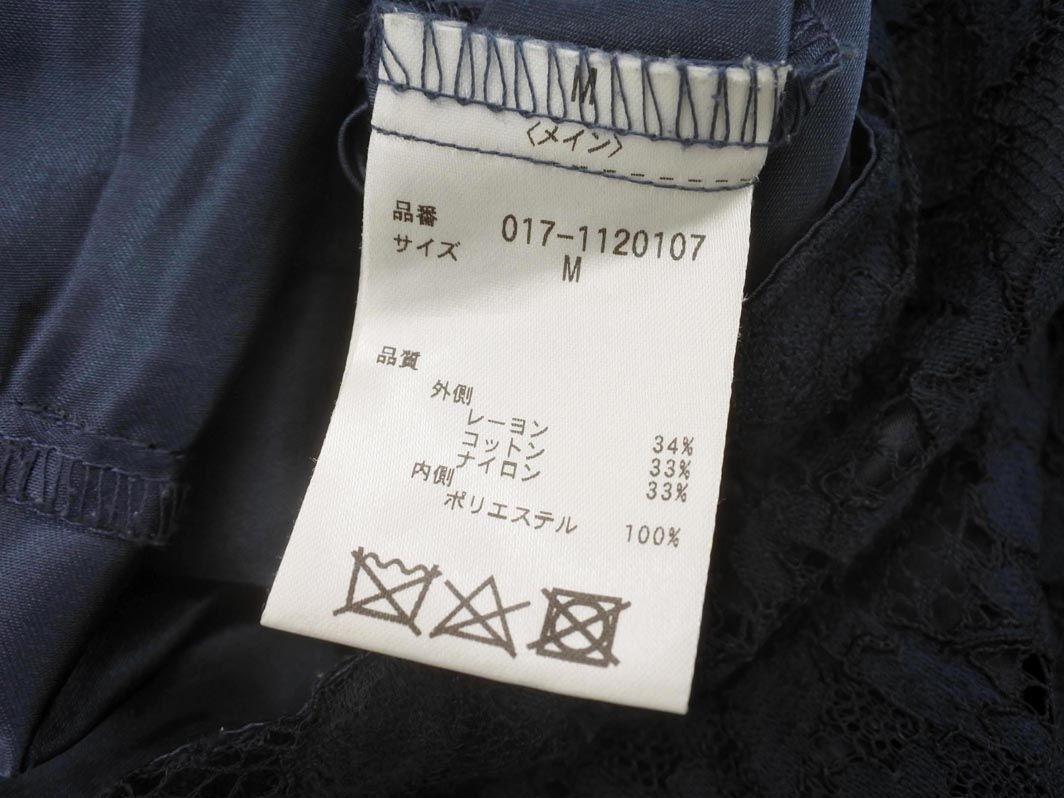 M
〈メイン〉
品番 017-1120107
サイズ M
品質
外側
レーヨン 34%
コットン 33%
ナイロン 33%
内側
ポリエステル 100%